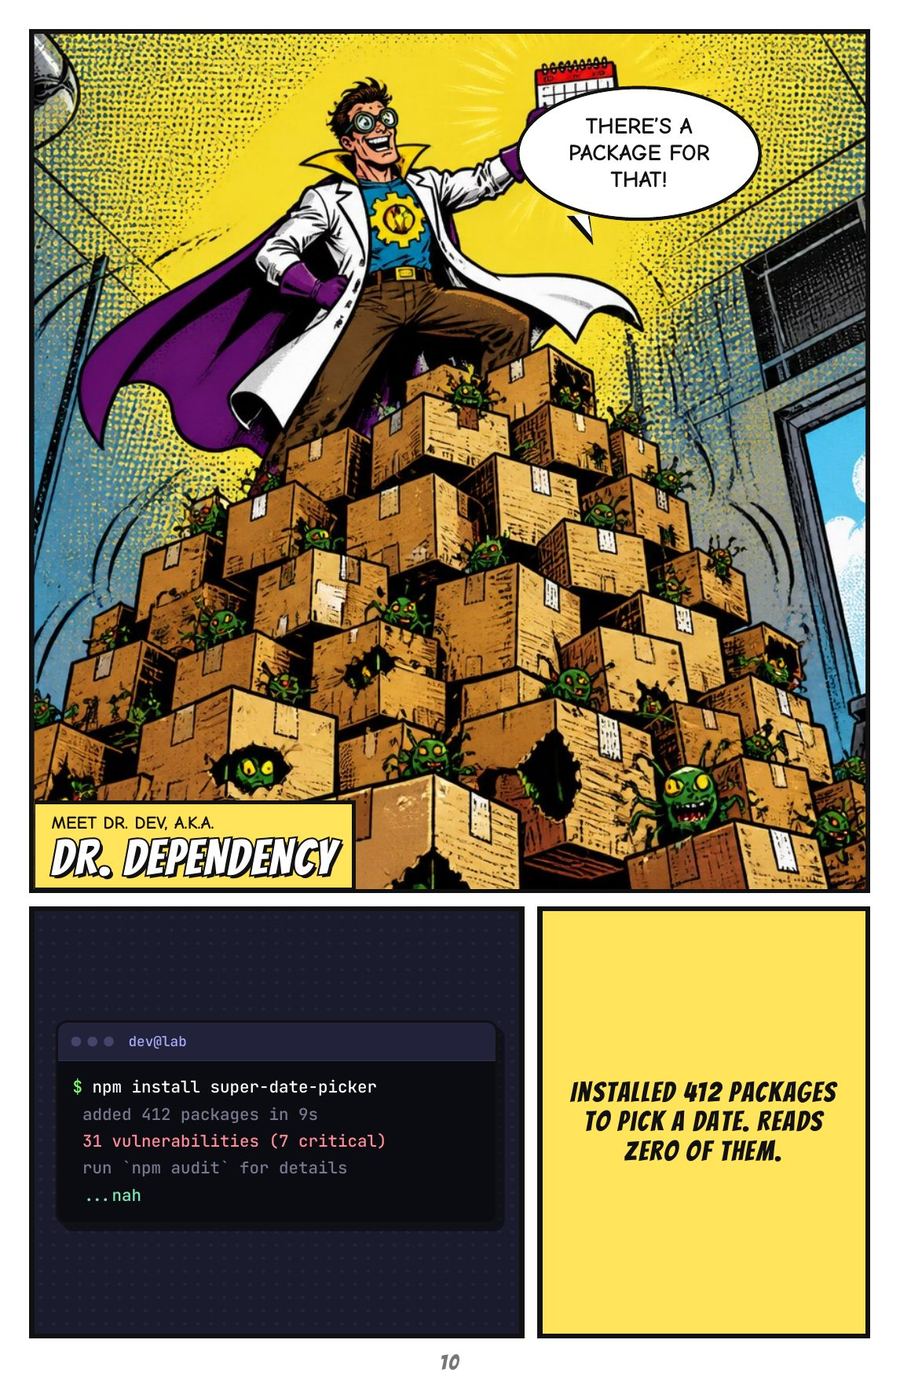 THERE'S A
PACKAGE FOR
THAT!
MEET DR. DEV, A.K.A.
DR. DEPENDENCY
dev@lab
$ npm install super-date-picker
added 412 packages in 9s
31 vulnerabilities (7 critical)
run `npm audit` for details
...nah
INSTALLED 412 PACKAGES
TO PICK A DATE. READS
ZERO OF THEM.
10